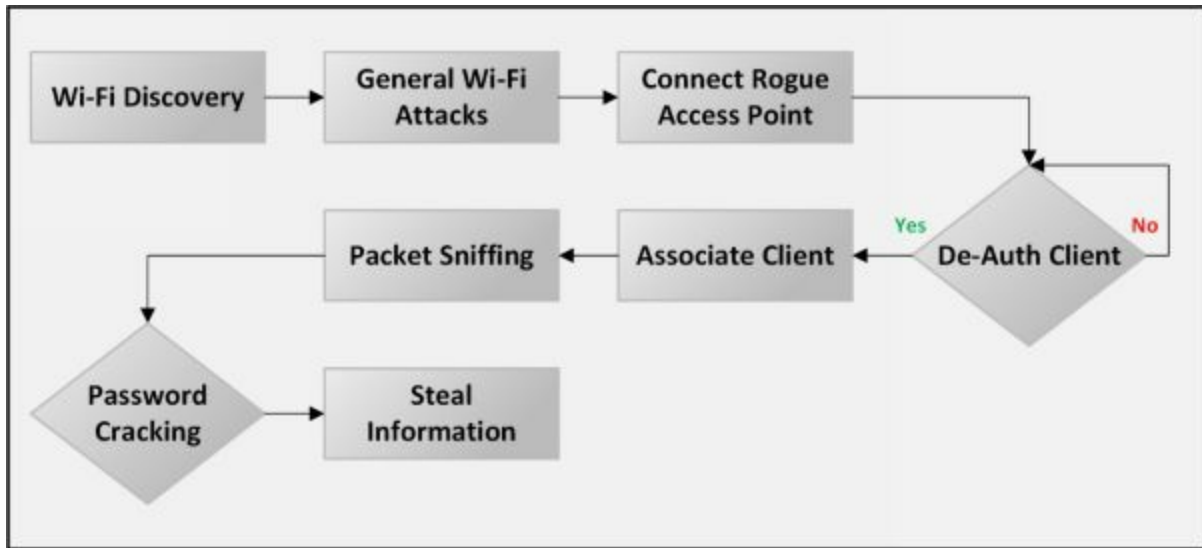 Wi-Fi Discovery
General Wi-Fi
Attacks
Connect Rogue
Access Point
Yes
No
De-Auth Client
Associate Client
Packet Sniffing
Password
Cracking
Steal
Information